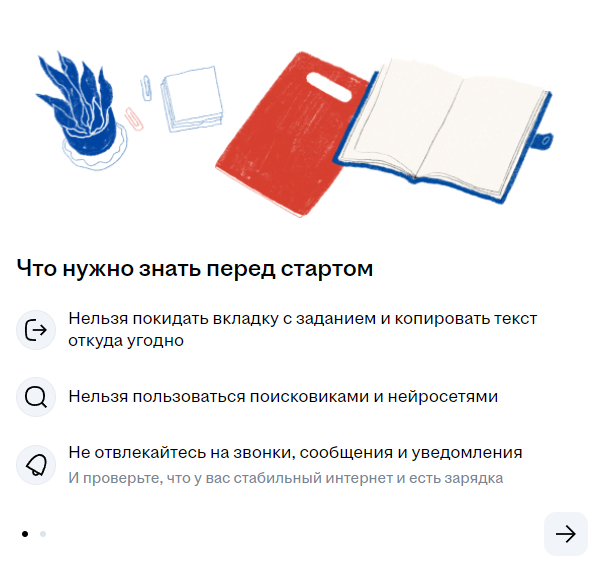 Что нужно знать перед стартом
Нельзя покидать вкладку с заданием и копировать текст
откуда угодно
Нельзя пользоваться поисковиками и нейросетями
Не отвлекайтесь на звонки, сообщения и уведомления
И проверьте, что у вас стабильный интернет и есть зарядка